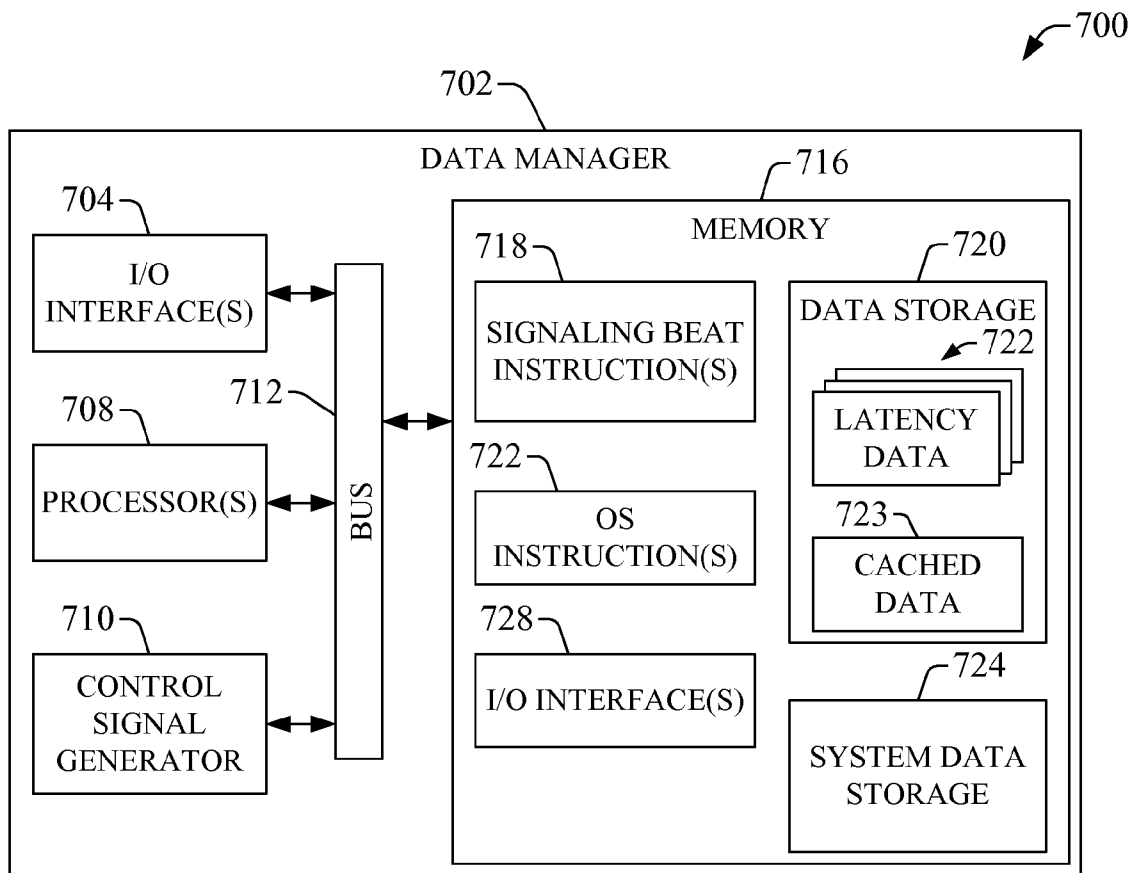 700
702
DATA MANAGER
704
I/O
INTERFACE(S)
708
PROCESSOR(S)
710
CONTROL
SIGNAL
GENERATOR
712
BUS
716
MEMORY
718
SIGNALING BEAT
INSTRUCTION(S)
722
OS
INSTRUCTION(S)
728
I/O INTERFACE(S)
720
DATA STORAGE
722
LATENCY
DATA
723
CACHED
DATA
724
SYSTEM DATA
STORAGE